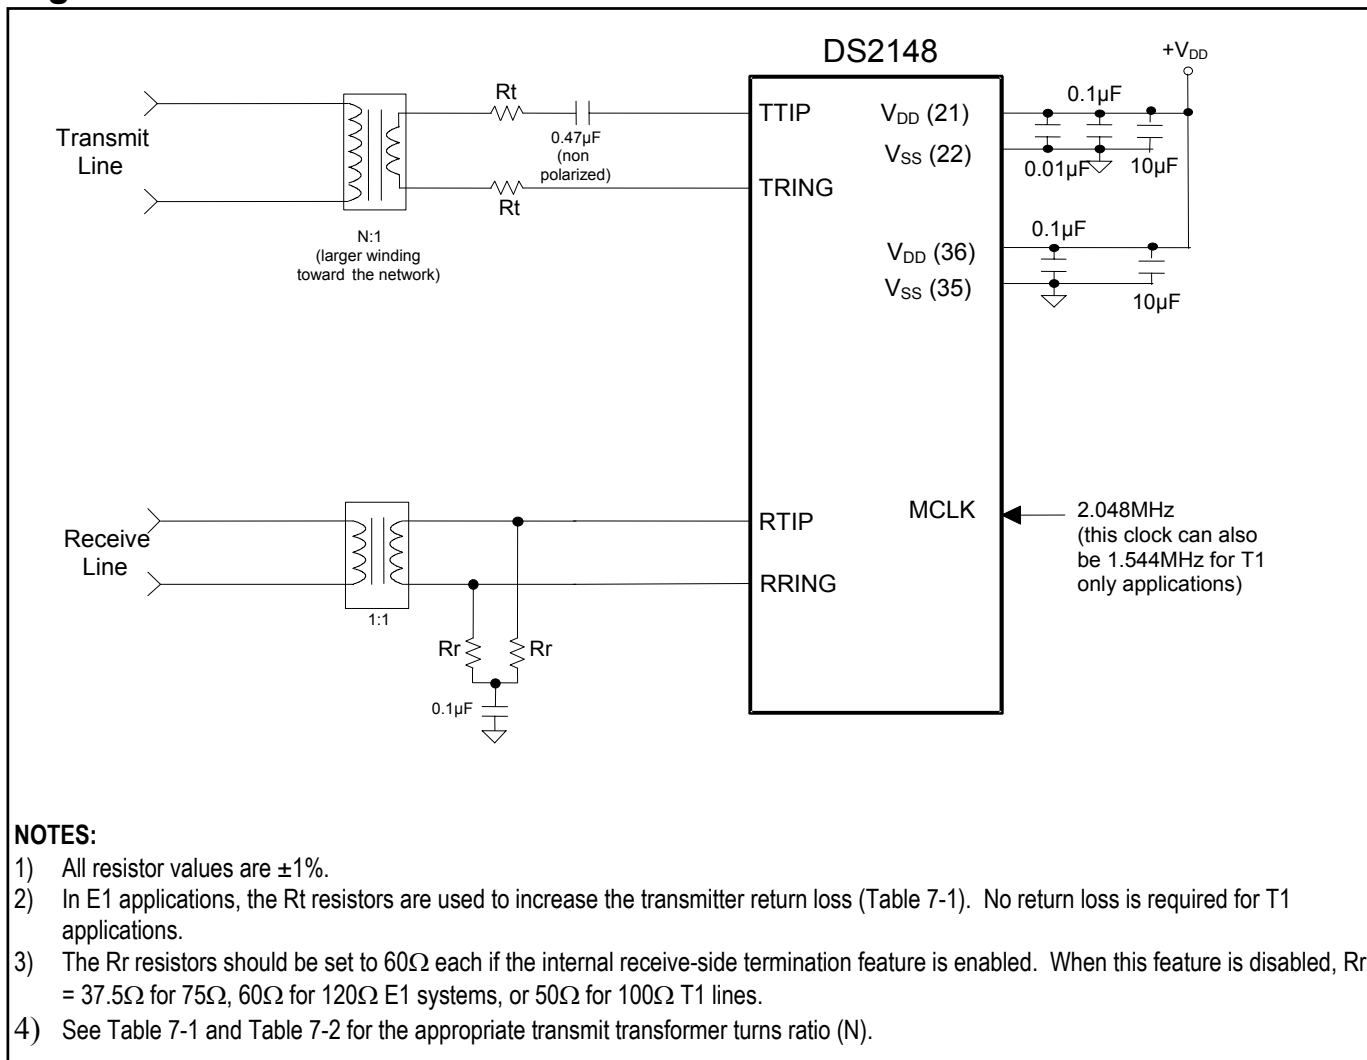 DS2148
+VDD
Transmit
Line
Rt
0.47µF
(non
polarized)
Rt
N:1
(larger winding
toward the network)
TTIP
TRING
VDD (21)
VSS (22)
0.1µF
0.01µF
10µF
VDD (36)
VSS (35)
0.1µF
10µF
Receive
Line
1:1
Rr
Rr
0.1µF
RTIP
RRING
MCLK
2.048MHz
(this clock can also
be 1.544MHz for T1
only applications)
NOTES:
1) All resistor values are ±1%.
2) In E1 applications, the Rt resistors are used to increase the transmitter return loss (Table 7-1). No return loss is required for T1
applications.
3) The Rr resistors should be set to 60Ω each if the internal receive-side termination feature is enabled. When this feature is disabled, Rr
= 37.5Ω for 75Ω, 60Ω for 120Ω E1 systems, or 50Ω for 100Ω T1 lines.
4) See Table 7-1 and Table 7-2 for the appropriate transmit transformer turns ratio (N).